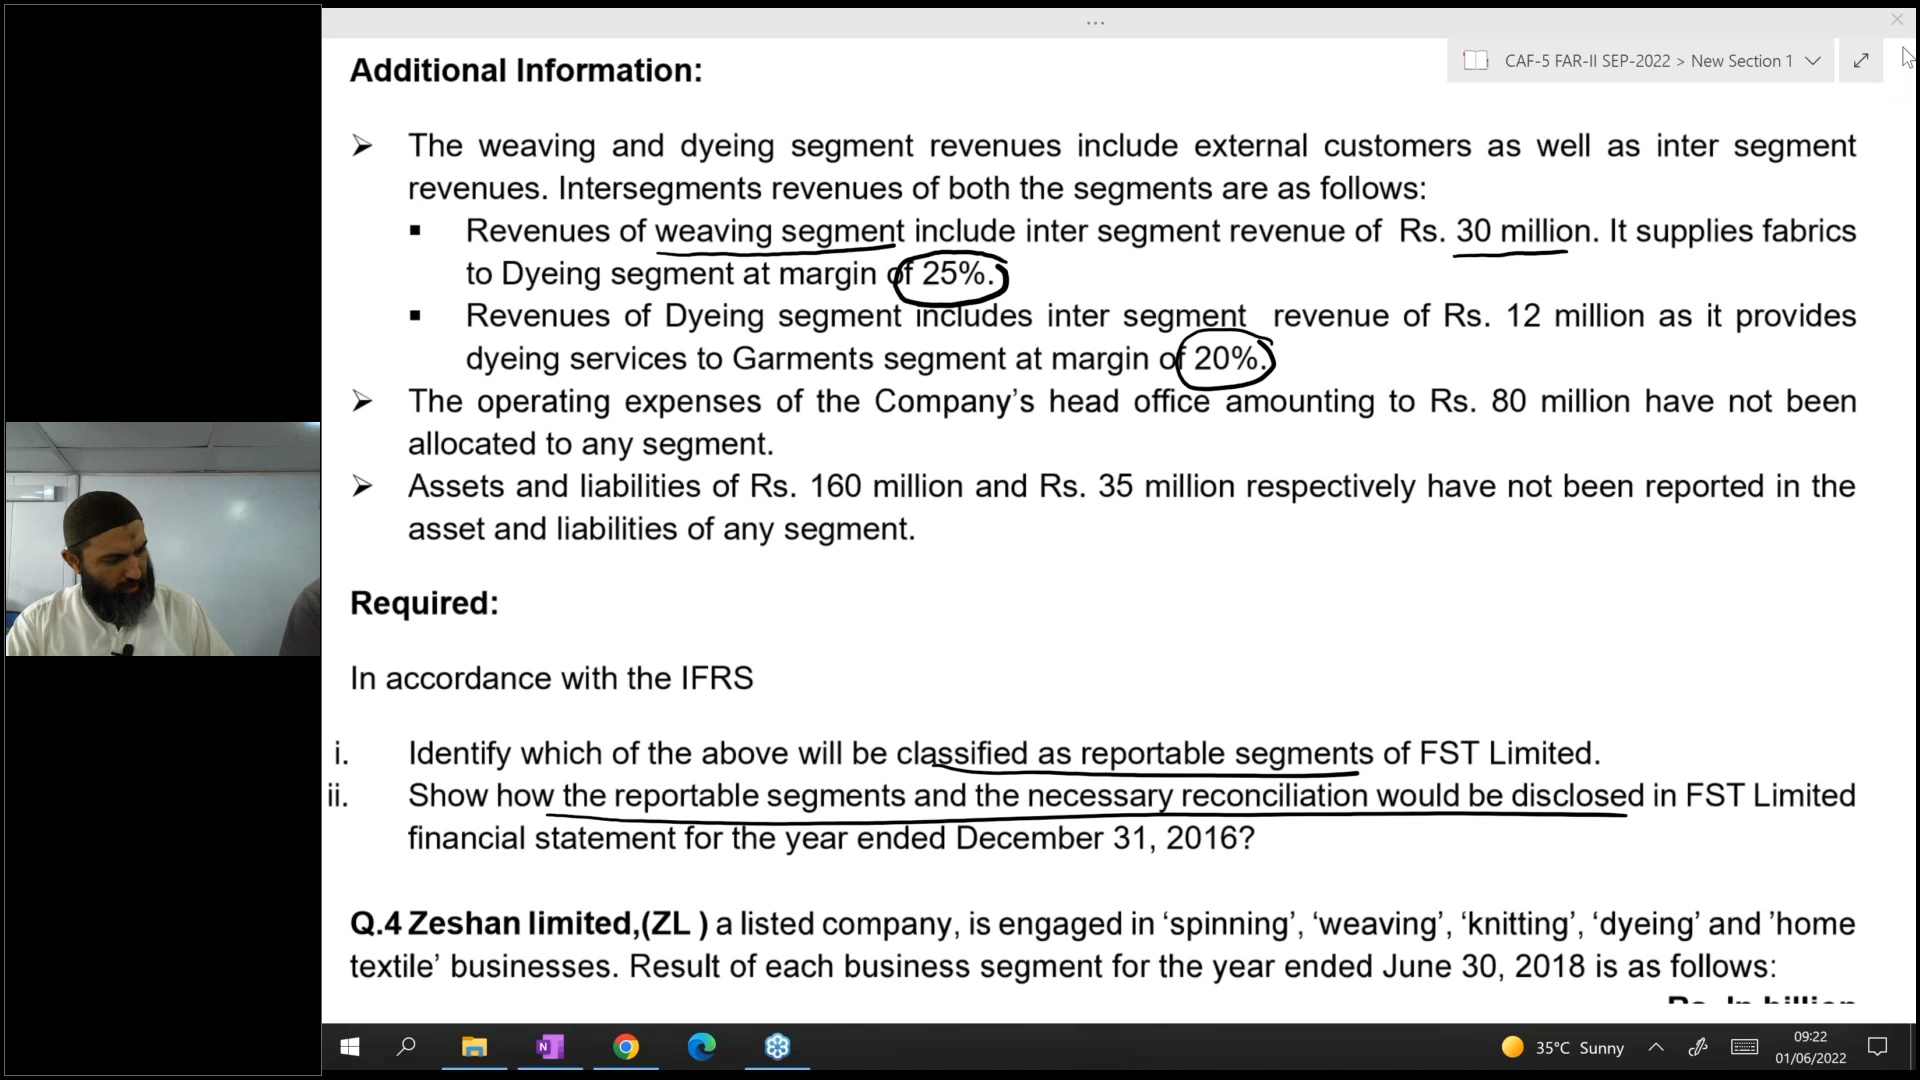 CAF-5 FAR-II SEP-2022 > New Section 1
Additional Information:
➢ The weaving and dyeing segment revenues include external customers as well as inter segment
revenues. Intersegments revenues of both the segments are as follows:
▪ Revenues of weaving segment include inter segment revenue of Rs. 30 million. It supplies fabrics
to Dyeing segment at margin of 25%.
▪ Revenues of Dyeing segment includes inter segment revenue of Rs. 12 million as it provides
dyeing services to Garments segment at margin of 20%.
➢ The operating expenses of the Company’s head office amounting to Rs. 80 million have not been
allocated to any segment.
➢ Assets and liabilities of Rs. 160 million and Rs. 35 million respectively have not been reported in the
asset and liabilities of any segment.
Required:
In accordance with the IFRS
i. Identify which of the above will be classified as reportable segments of FST Limited.
ii. Show how the reportable segments and the necessary reconciliation would be disclosed in FST Limited
financial statement for the year ended December 31, 2016?
Q.4 Zeshan limited,(ZL ) a listed company, is engaged in ‘spinning’, ‘weaving’, ‘knitting’, ‘dyeing’ and ’home
textile’ businesses. Result of each business segment for the year ended June 30, 2018 is as follows:
Rs. In billion
35°C Sunny
09:22
01/06/2022